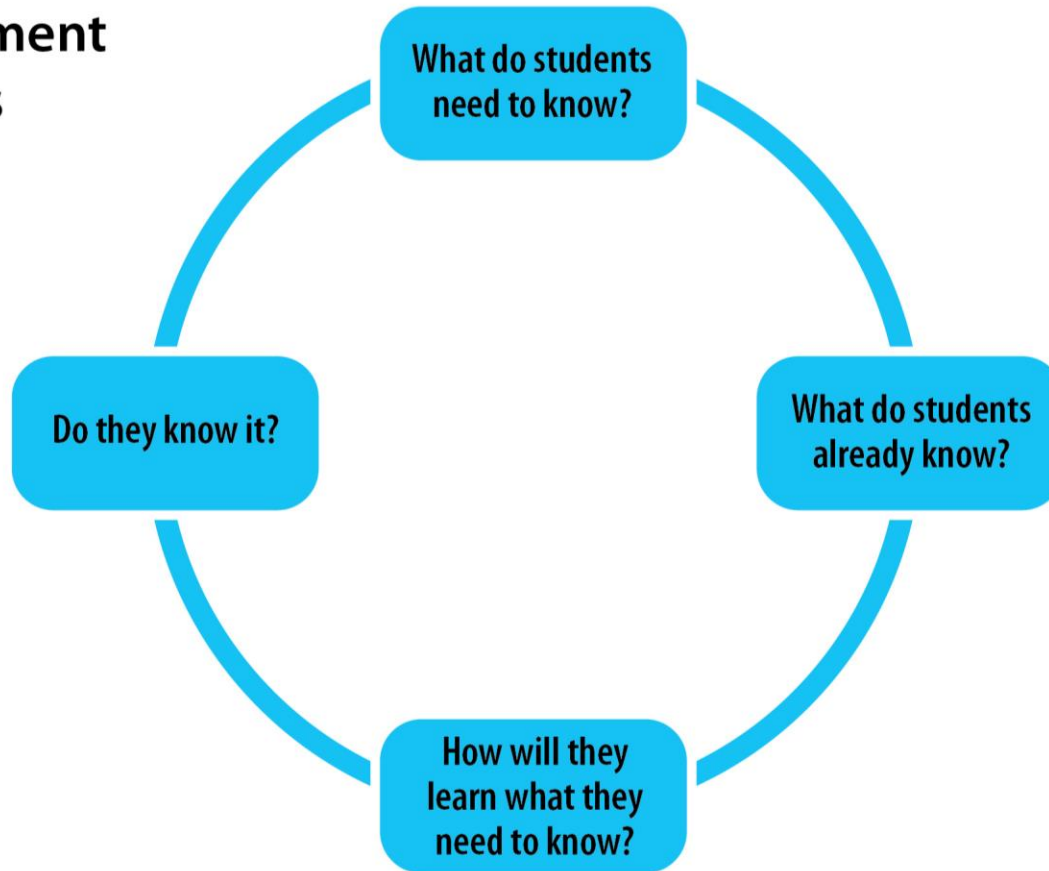 ment
s
What do students
need to know?
What do students
already know?
How will they
learn what they
need to know?
Do they know it?